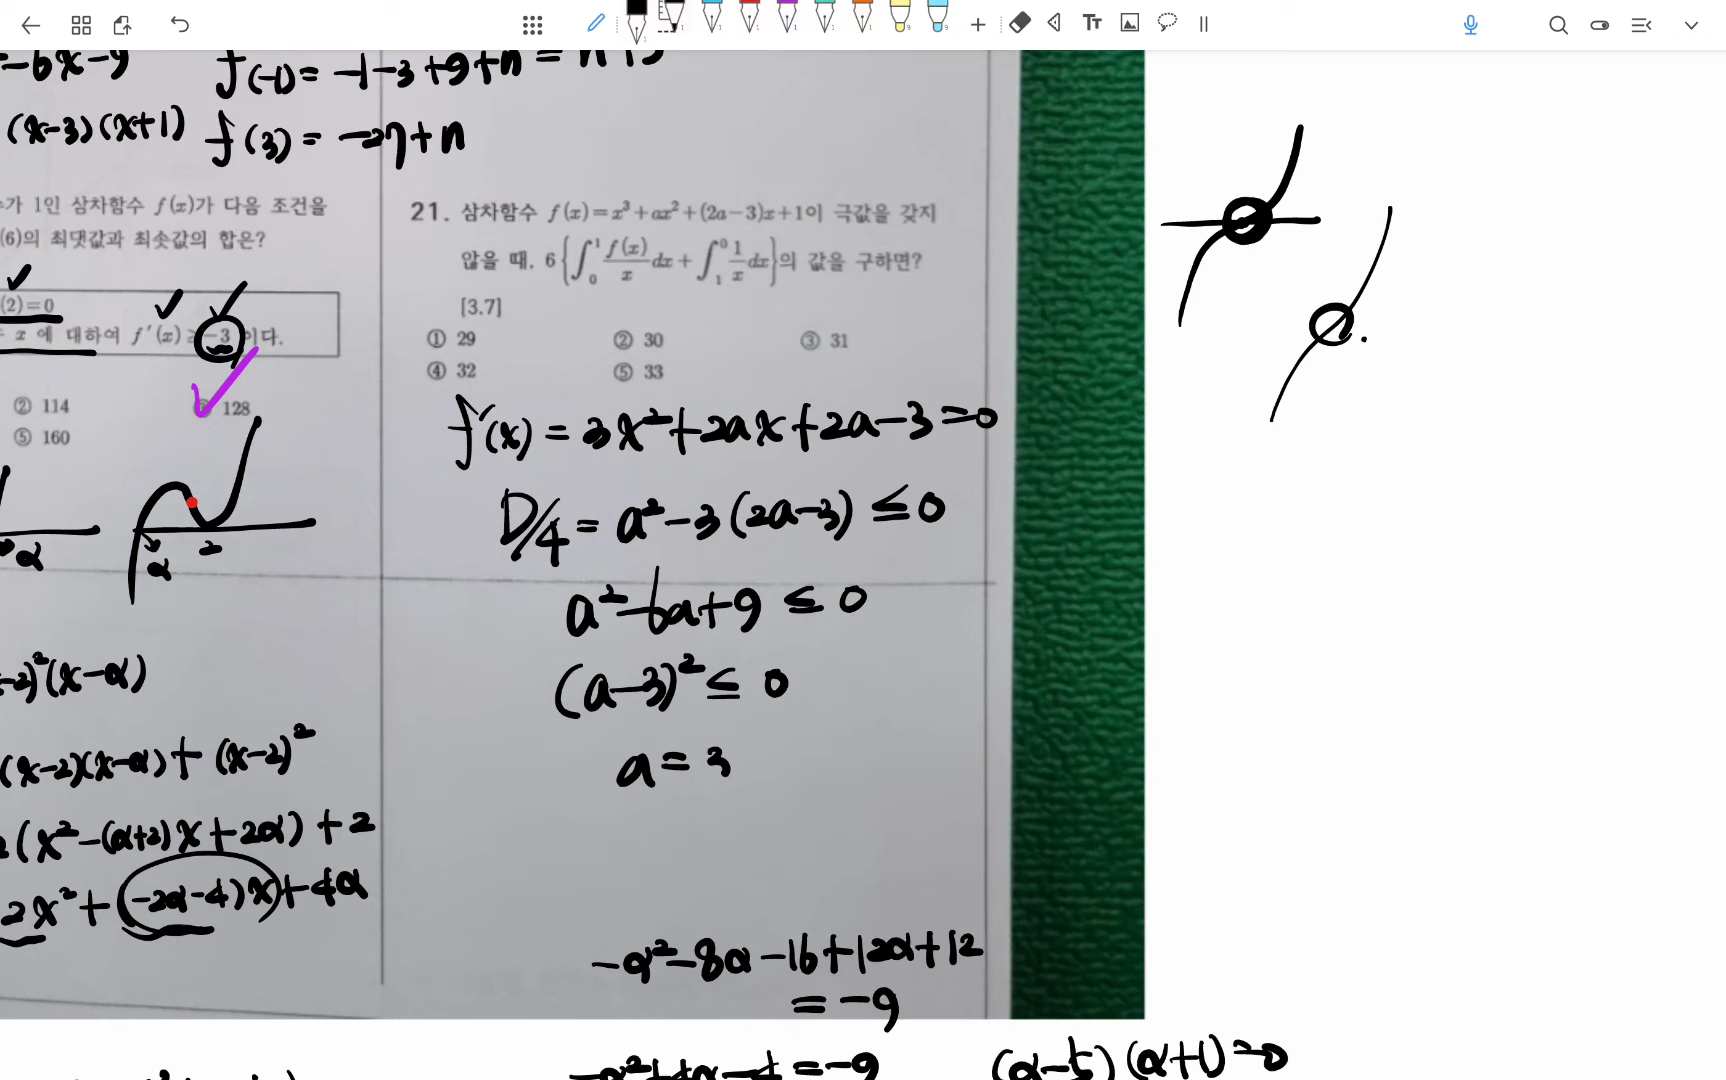 -6x-9
f(-1) = -1-3+9+n = n+5
(x-3)(x+1)
f(3) = -27+n
가 1인 삼차함수 f(x)가 다음 조건을
(6)의 최댓값과 최솟값의 합은?
(2)=0
x에 대하여 f'(x)≥-3이다.
② 114
128
⑤ 160
α
α
2
-2)²(x-α)
(x-2)(x-α)+(x-2)²
(x²-(α+2)x+2α)+2
2x²+(-2α-4)x+4α
21. 삼차함수 f(x)=x³+ax²+(2a-3)x+1이 극값을 갖지
않을 때, 6{∫₀¹ f(x)/x dx+∫₁⁰ 1/x dx}의 값을 구하면?
[3.7]
① 29
② 30
③ 31
④ 32
⑤ 33
f'(x) = 3x²+2ax+2a-3=0
D/4 = a²-3(2a-3) ≤0
a²-6a+9 ≤ 0
(a-3)² ≤ 0
a = 3
-α²-8α-16+12α+12
= -9
-α²+4α-4 = -9
(α-5)(α+1)=0